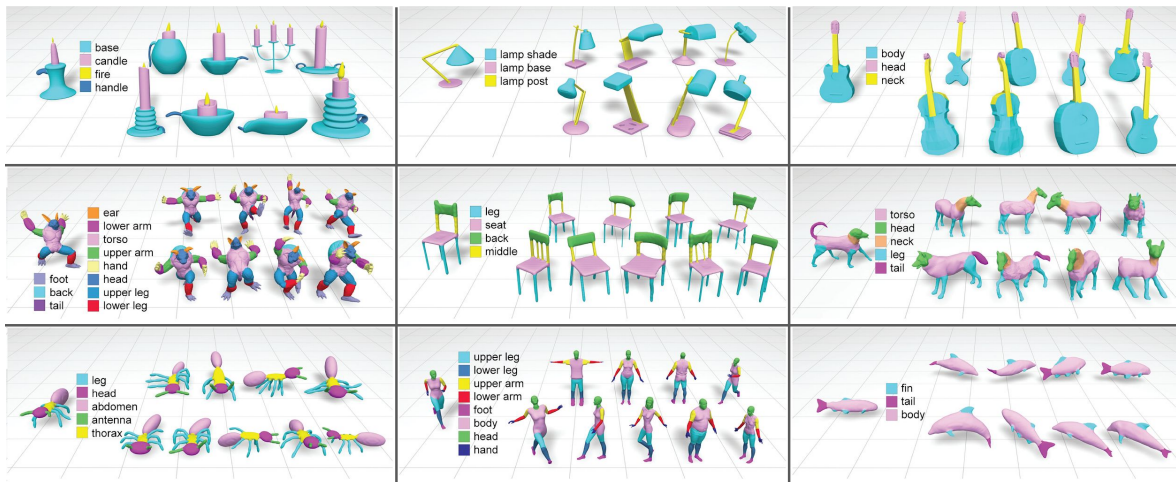 base
candle
fire
handle
lamp shade
lamp base
lamp post
body
head
neck
ear
lower arm
torso
upper arm
hand
head
upper leg
lower leg
foot
back
tail
leg
seat
back
middle
torso
head
neck
leg
tail
leg
head
abdomen
antenna
thorax
upper leg
lower leg
upper arm
lower arm
foot
body
head
hand
fin
tail
body